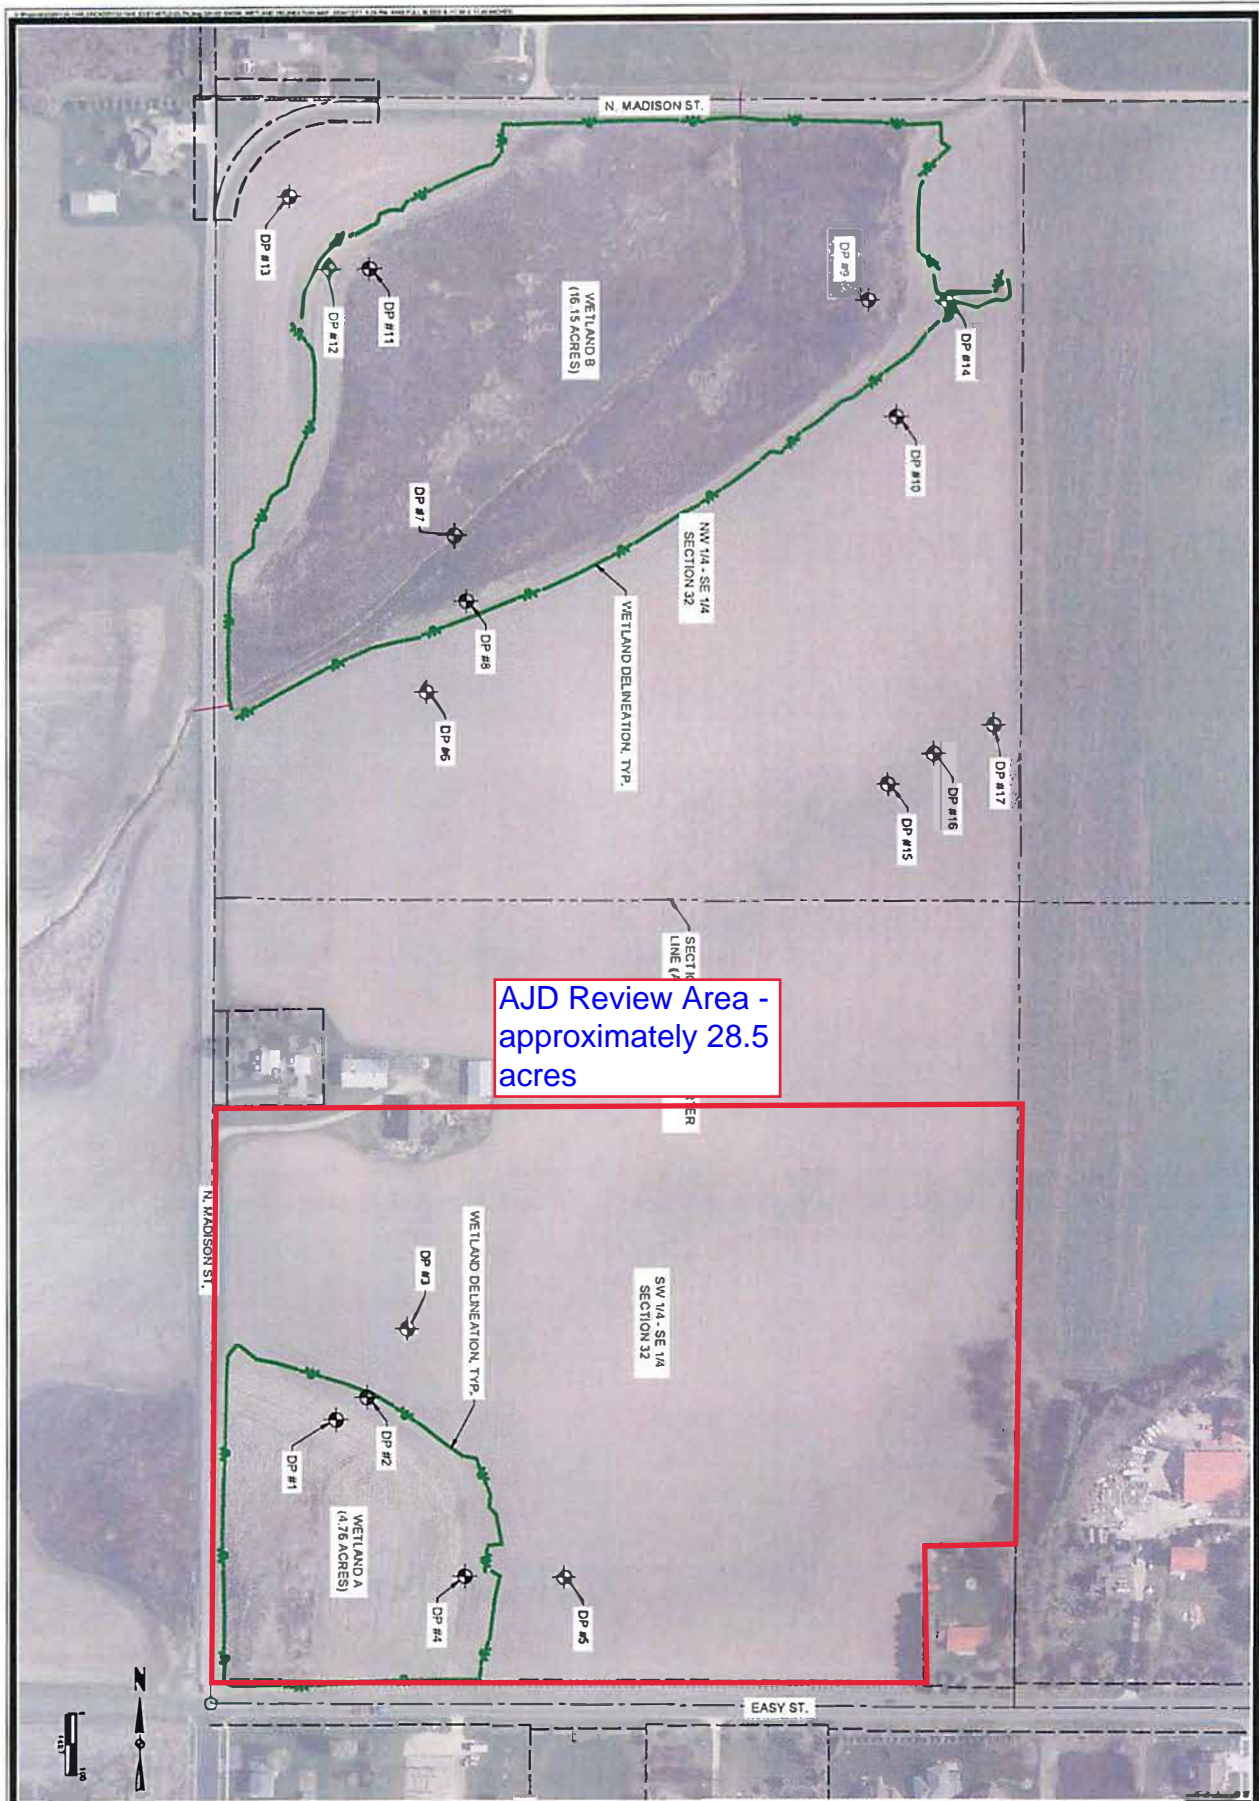 N. MADISON ST.
DP #13
DP #12
DP #11
WETLAND B
(16.15 ACRES)
DP #9
DP #14
DP #10
DP #7
NW 1/4 - SE 1/4
SECTION 32
DP #8
WETLAND DELINEATION, TYP.
DP #6
DP #17
DP #16
DP #15
LINE
AJD Review Area -
approximately 28.5
acres
N. MADISON ST.
DP #3
WETLAND DELINEATION, TYP.
SW 1/4 - SE 1/4
SECTION 32
DP #2
DP #1
WETLAND A
(4.76 ACRES)
DP #4
DP #5
EASY ST.
N